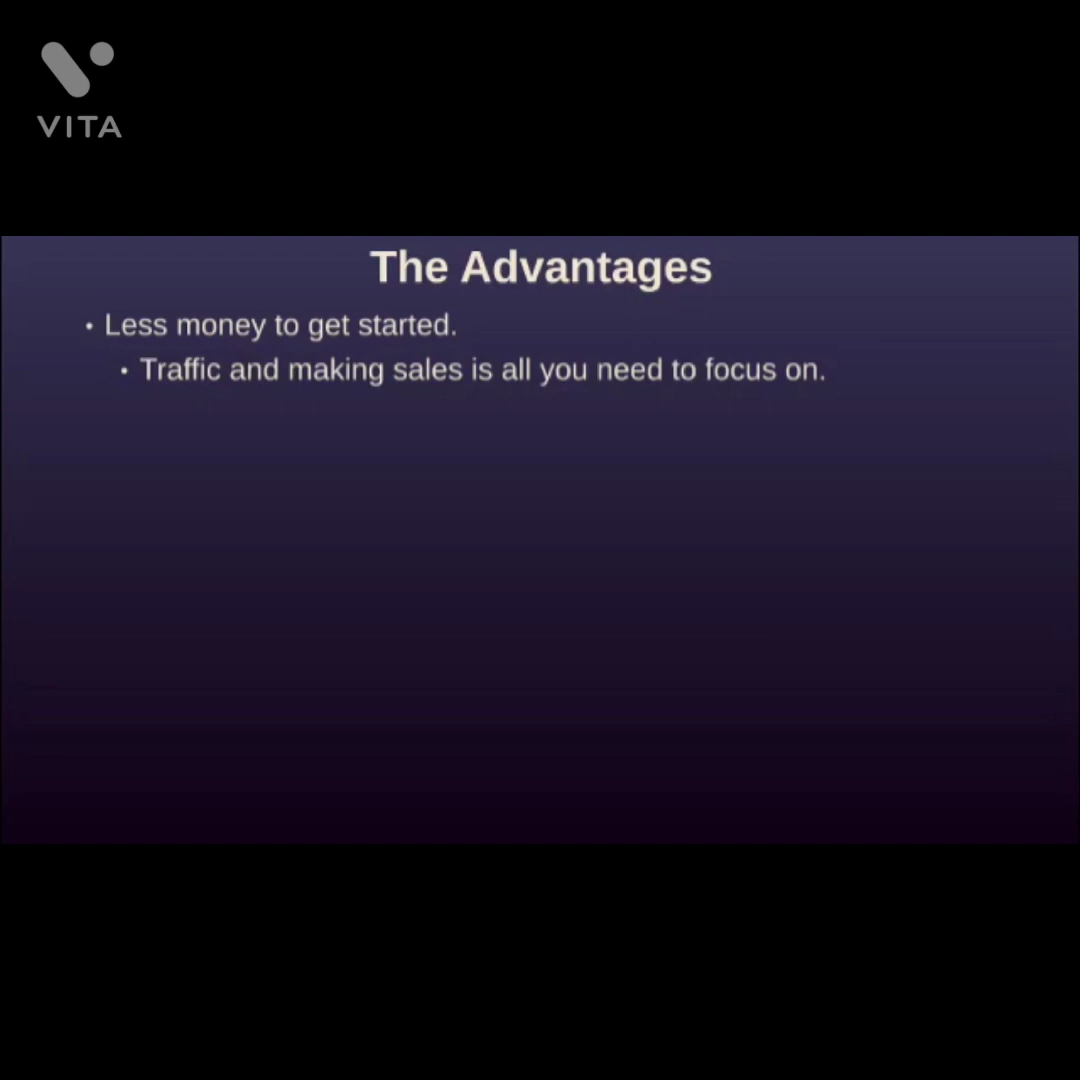 VITA
The Advantages
• Less money to get started.
• Traffic and making sales is all you need to focus on.